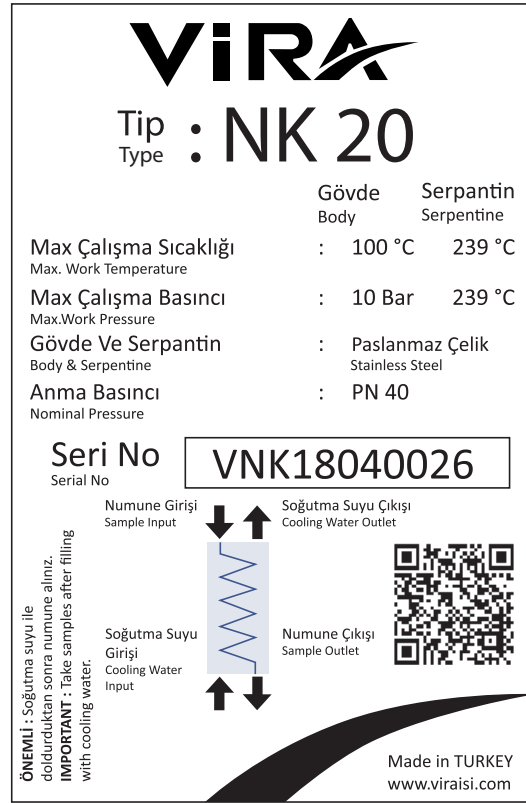 ViRA
Tip : NK 20
Type
Gövde Serpantin
Body Serpentine
Max Çalışma Sıcaklığı : 100 °C 239 °C
Max. Work Temperature
Max Çalışma Basıncı : 10 Bar 239 °C
Max.Work Pressure
Gövde Ve Serpantin : Paslanmaz Çelik
Body & Serpentine Stainless Steel
Anma Basıncı : PN 40
Nominal Pressure
Seri No VNK18040026
Serial No
Numune Girişi Soğutma Suyu Çıkışı
Sample Input Cooling Water Outlet
Soğutma Suyu Numune Çıkışı
Girişi Sample Outlet
Cooling Water
Input
ÖNEMLİ : Soğutma suyu ile
doldurduktan sonra numune alınız.
IMPORTANT : Take samples after filling
with cooling water.
Made in TURKEY
www.viraisi.com